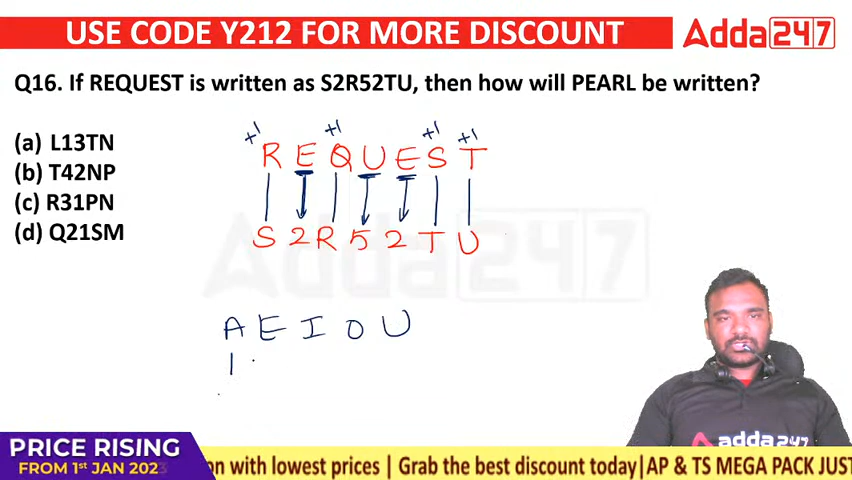 USE CODE Y212 FOR MORE DISCOUNT
Adda247
Q16. If REQUEST is written as S2R52TU, then how will PEARL be written?
(a) L13TN
(b) T42NP
(c) R31PN
(d) Q21SM
+1 +1 +1 +1
R E Q U E S T
S 2 R 5 2 T U
A E I O U
1
Adda247
adda247
PRICE RISING
FROM 1ST JAN 2023
on with lowest prices | Grab the best discount today|AP & TS MEGA PACK JUST